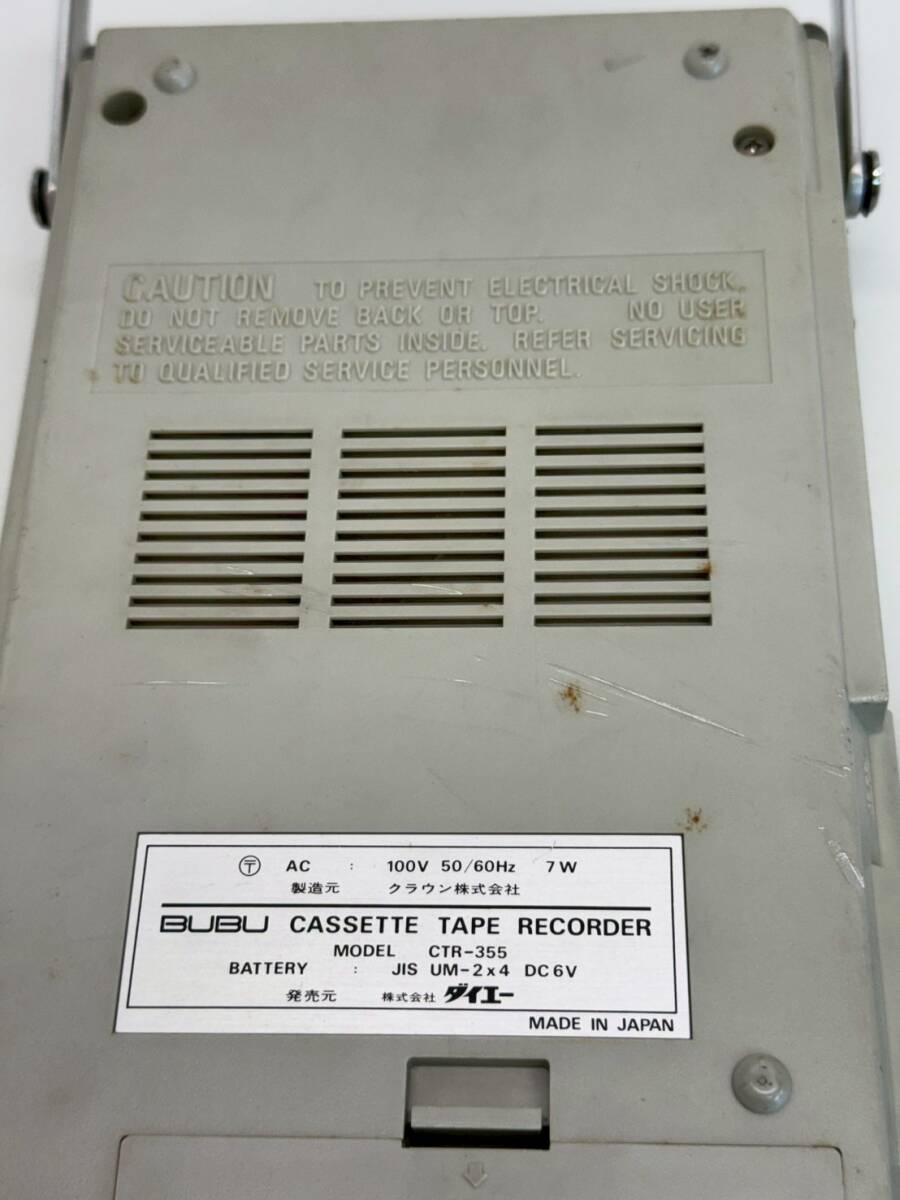 CAUTION TO PREVENT ELECTRICAL SHOCK,
DO NOT REMOVE BACK OR TOP. NO USER
SERVICEABLE PARTS INSIDE. REFER SERVICING
TO QUALIFIED SERVICE PERSONNEL.
〶 AC : 100V 50/60Hz 7W
製造元 クラウン株式会社
BUBU CASSETTE TAPE RECORDER
MODEL CTR-355
BATTERY : JIS UM-2x4 DC6V
発売元 株式会社 ダイエー
MADE IN JAPAN